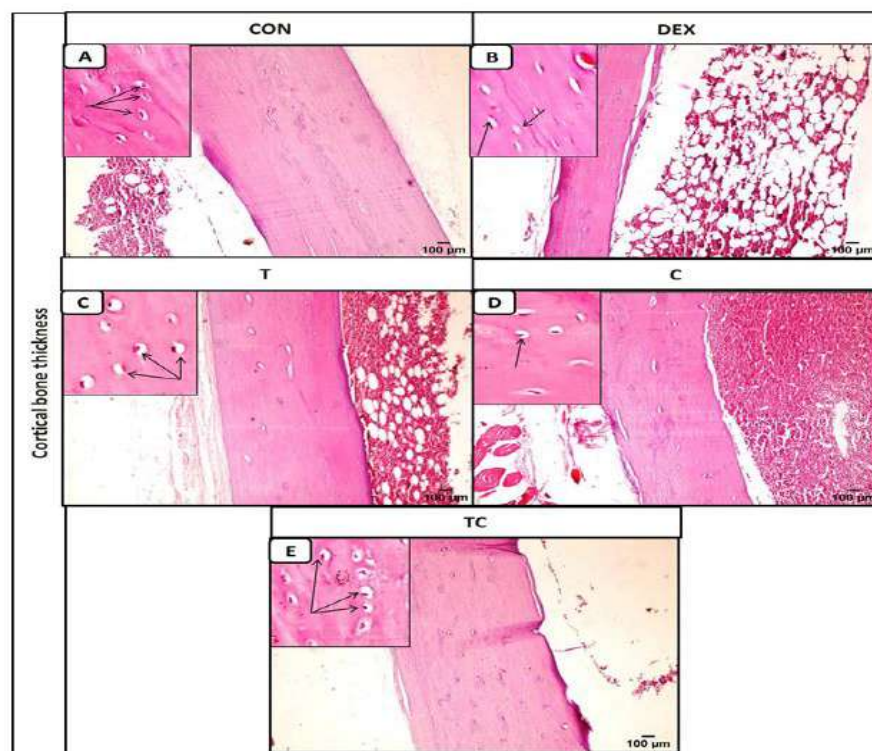 CON
DEX
A
B
100 µm
100 µm
T
C
C
D
100 µm
100 µm
TC
E
100 µm
Cortical bone thickness